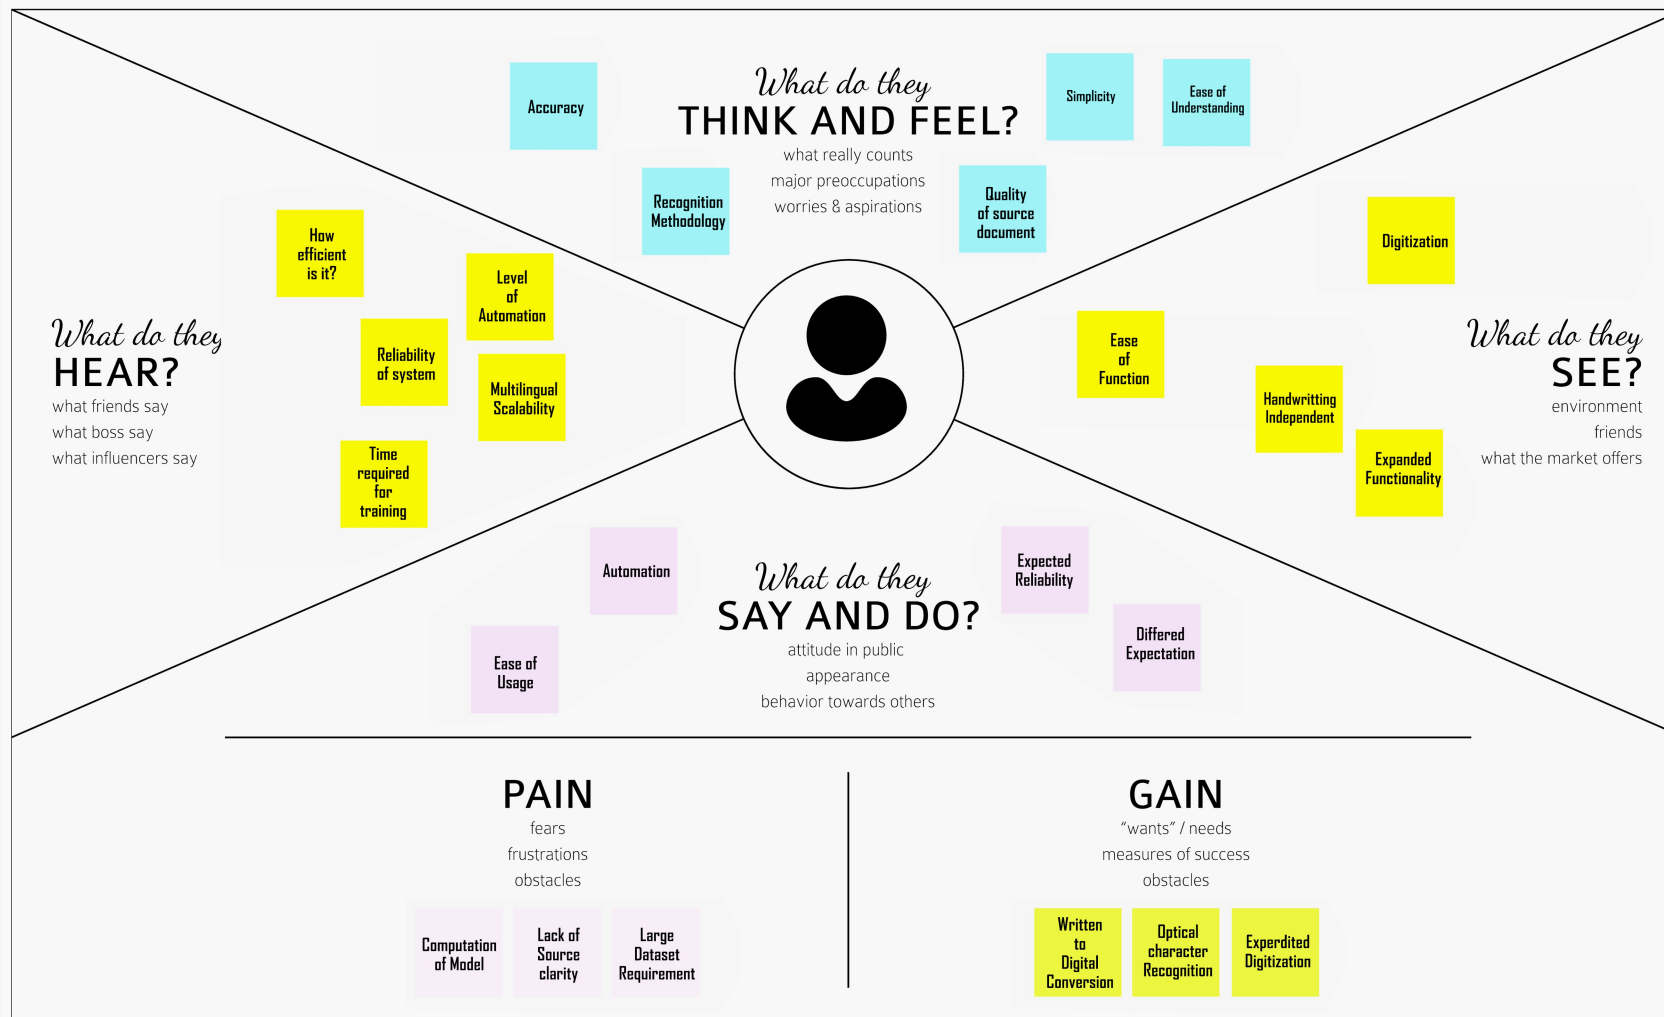 What do they
THINK AND FEEL?
what really counts
major preoccupations
worries & aspirations
Accuracy
Recognition
Methodology
Simplicity
Ease of
Understanding
Quality
of source
document
What do they
HEAR?
what friends say
what boss say
what influencers say
How
efficient
is it?
Level
of
Automation
Reliability
of system
Multilingual
Scalability
Time
required
for
training
What do they
SEE?
environment
friends
what the market offers
Digitization
Ease
of
Function
Handwritting
Independent
Expanded
Functionality
What do they
SAY AND DO?
attitude in public
appearance
behavior towards others
Automation
Ease of
Usage
Expected
Reliability
Differed
Expectation
PAIN
fears
frustrations
obstacles
Computation
of Model
Lack of
Source
clarity
Large
Dataset
Requirement
GAIN
“wants” / needs
measures of success
obstacles
Written
to
Digital
Conversion
Optical
character
Recognition
Experdited
Digitization